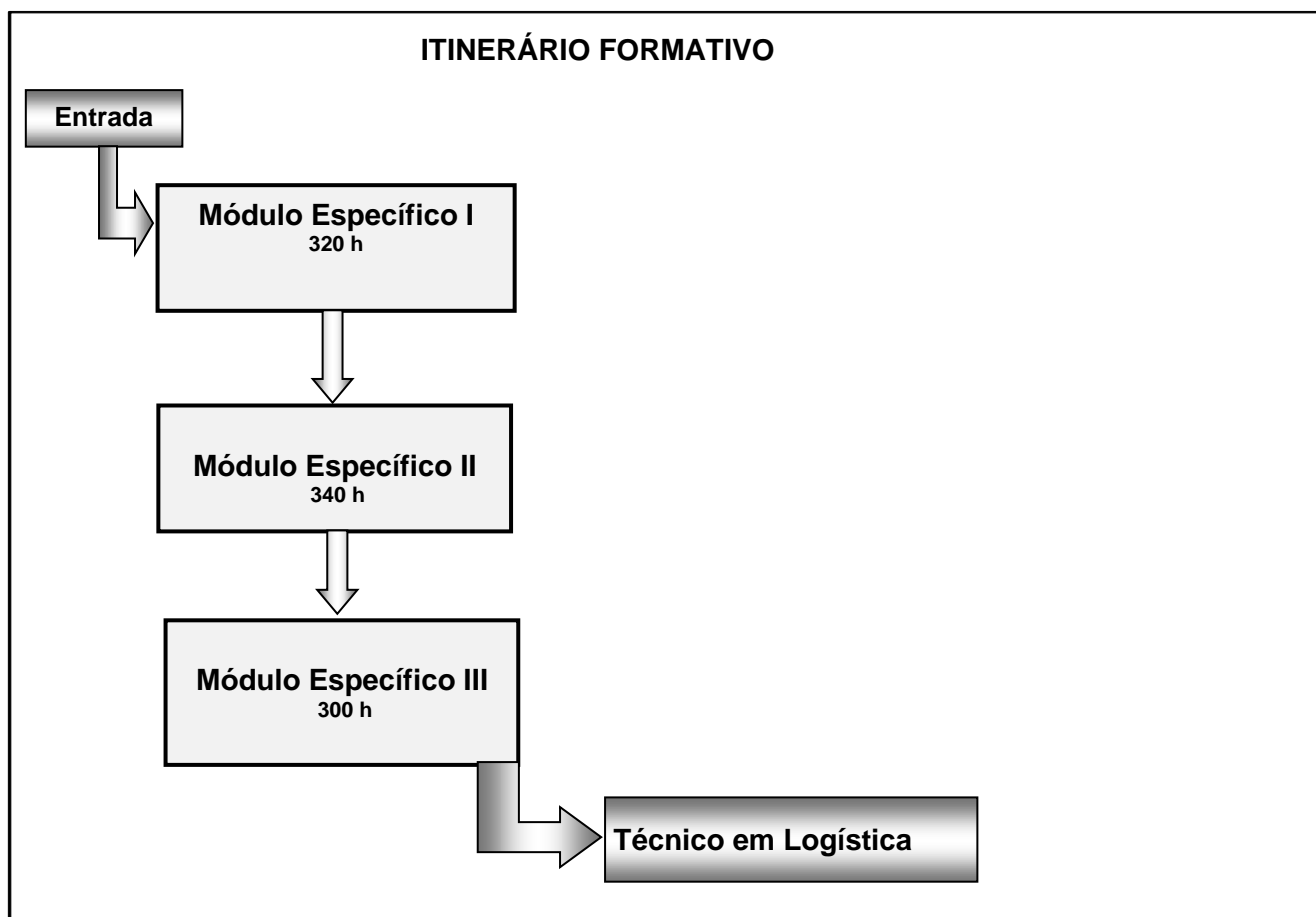 ITINERÁRIO FORMATIVO
Entrada
Módulo Específico I
320 h
Módulo Específico II
340 h
Módulo Específico III
300 h
Técnico em Logística